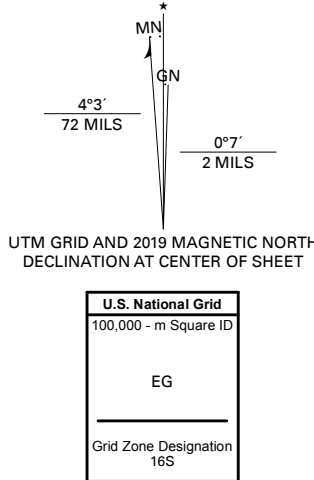 ★
MN
GN
4°3´
72 MILS
0°7´
2 MILS
UTM GRID AND 2019 MAGNETIC NORTH
DECLINATION AT CENTER OF SHEET
U.S. National Grid
100,000 - m Square ID
EG
Grid Zone Designation
16S